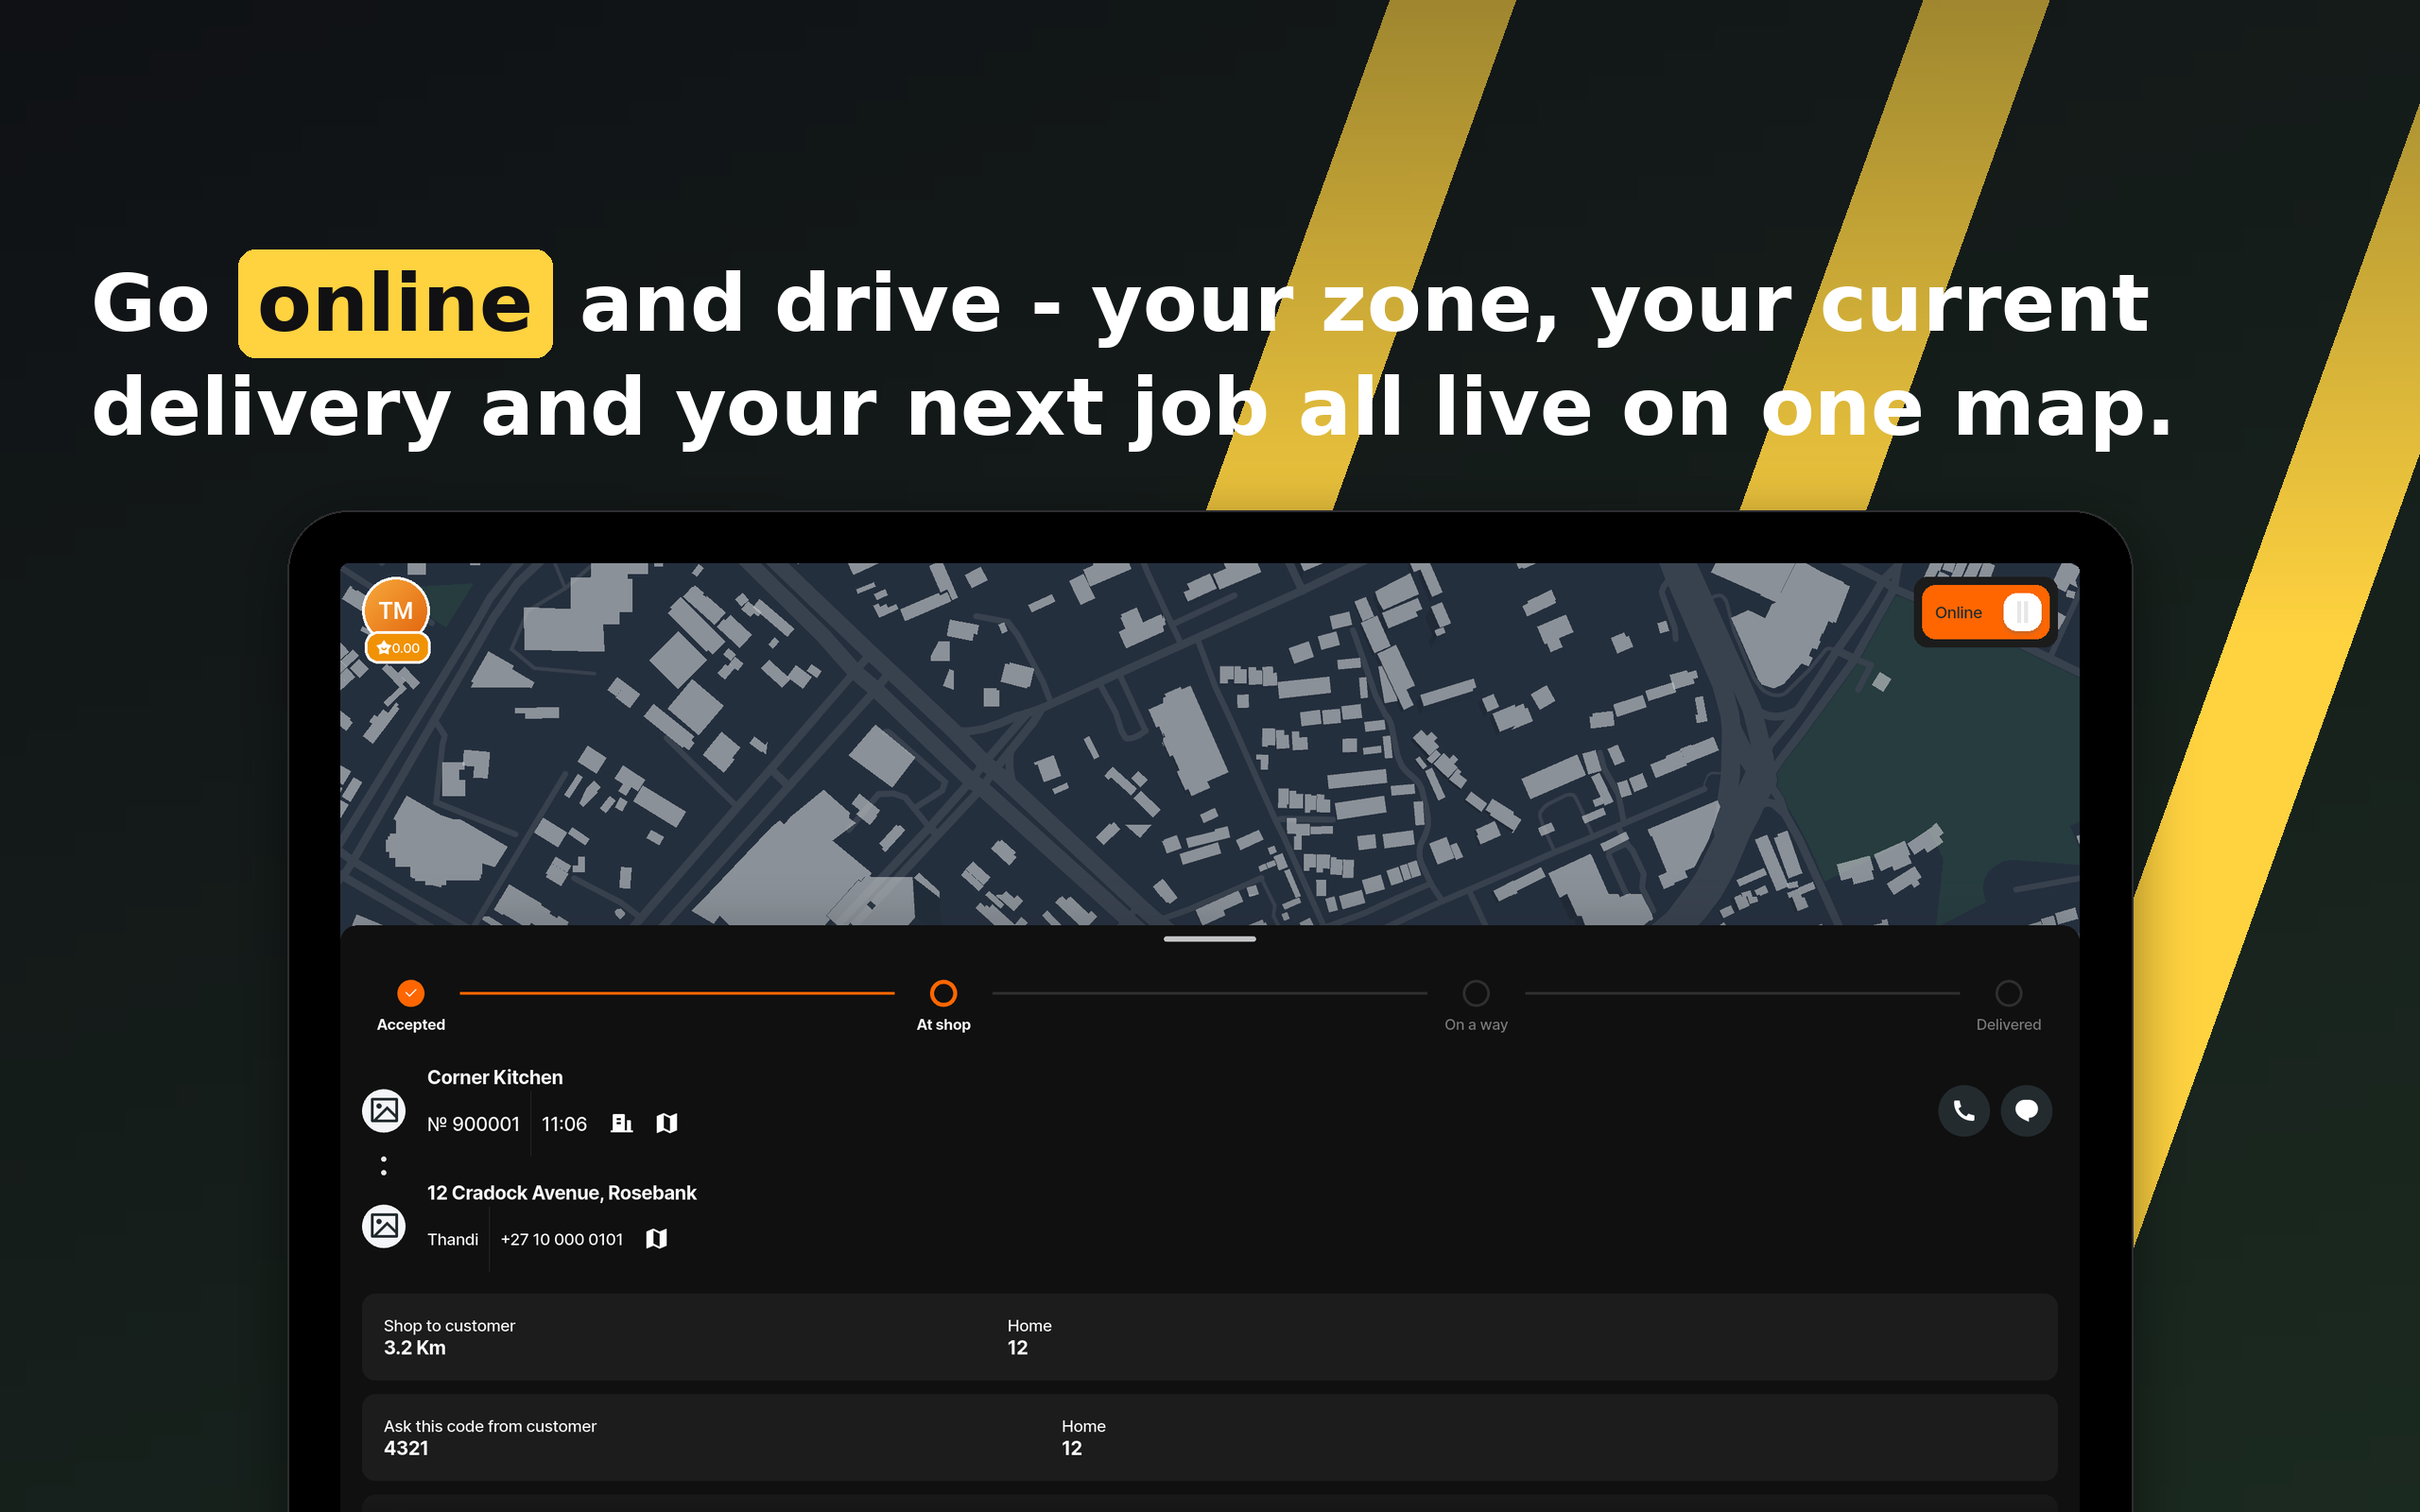 Go online and drive - your zone, your current
delivery and your next job all live on one map.
TM
0.00
Online
Accepted
At shop
On a way
Delivered
Corner Kitchen
№ 900001 11:06
12 Cradock Avenue, Rosebank
Thandi +27 10 000 0101
Shop to customer Home
3.2 Km 12
Ask this code from customer Home
4321 12